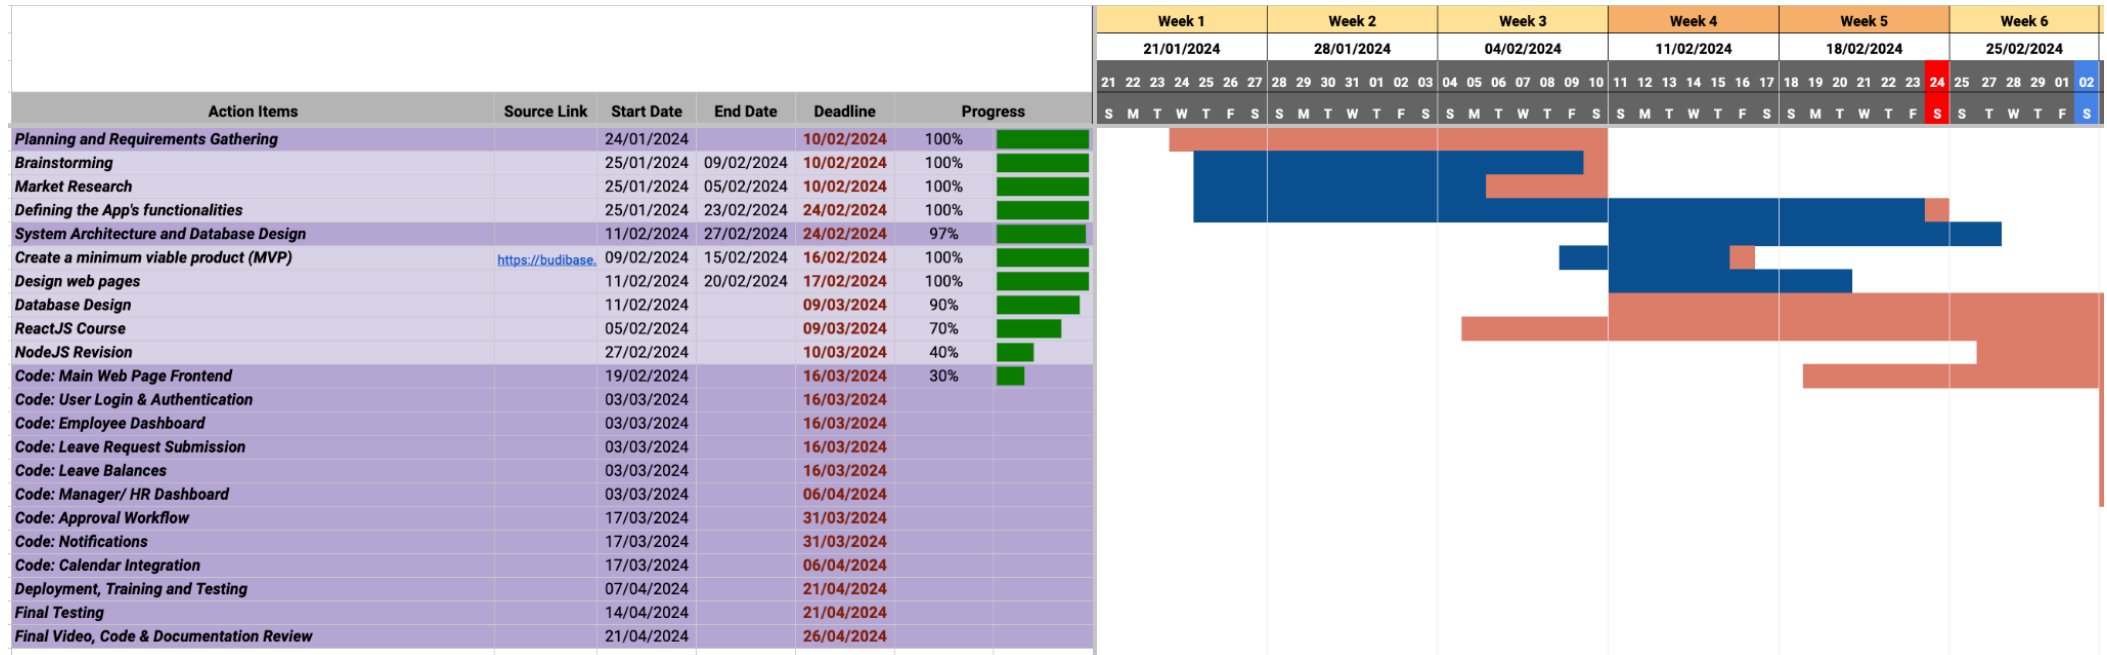 Week 1 Week 2 Week 3 Week 4 Week 5 Week 6
21/01/2024 28/01/2024 04/02/2024 11/02/2024 18/02/2024 25/02/2024
21 22 23 24 25 26 27 28 29 30 31 01 02 03 04 05 06 07 08 09 10 11 12 13 14 15 16 17 18 19 20 21 22 23 24 25 27 28 29 01 02
Action Items Source Link Start Date End Date Deadline Progress S M T W T F S S M T W T F S S M T W T F S S M T W T F S S M T W T F S S T W T F S
Planning and Requirements Gathering 24/01/2024 10/02/2024 100%
Brainstorming 25/01/2024 09/02/2024 10/02/2024 100%
Market Research 25/01/2024 05/02/2024 10/02/2024 100%
Defining the App's functionalities 25/01/2024 23/02/2024 24/02/2024 100%
System Architecture and Database Design 11/02/2024 27/02/2024 24/02/2024 97%
Create a minimum viable product (MVP) https://budibase. 09/02/2024 15/02/2024 16/02/2024 100%
Design web pages 11/02/2024 20/02/2024 17/02/2024 100%
Database Design 11/02/2024 09/03/2024 90%
ReactJS Course 05/02/2024 09/03/2024 70%
NodeJS Revision 27/02/2024 10/03/2024 40%
Code: Main Web Page Frontend 19/02/2024 16/03/2024 30%
Code: User Login & Authentication 03/03/2024 16/03/2024
Code: Employee Dashboard 03/03/2024 16/03/2024
Code: Leave Request Submission 03/03/2024 16/03/2024
Code: Leave Balances 03/03/2024 16/03/2024
Code: Manager/ HR Dashboard 03/03/2024 06/04/2024
Code: Approval Workflow 17/03/2024 31/03/2024
Code: Notifications 17/03/2024 31/03/2024
Code: Calendar Integration 17/03/2024 06/04/2024
Deployment, Training and Testing 07/04/2024 21/04/2024
Final Testing 14/04/2024 21/04/2024
Final Video, Code & Documentation Review 21/04/2024 26/04/2024